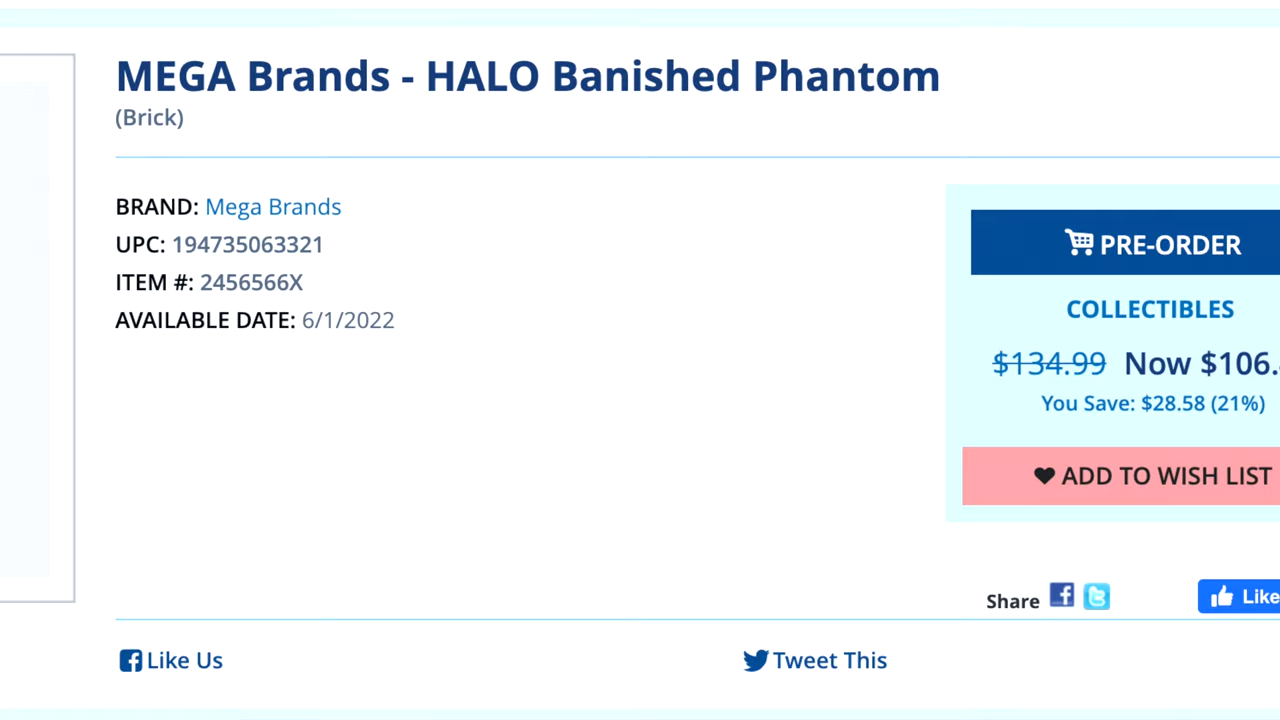 MEGA Brands - HALO Banished Phantom
(Brick)
BRAND: Mega Brands
UPC: 194735063321
ITEM #: 2456566X
AVAILABLE DATE: 6/1/2022
PRE-ORDER
COLLECTIBLES
$134.99 Now $106.
You Save: $28.58 (21%)
ADD TO WISH LIST
Share
Like
Like Us
Tweet This